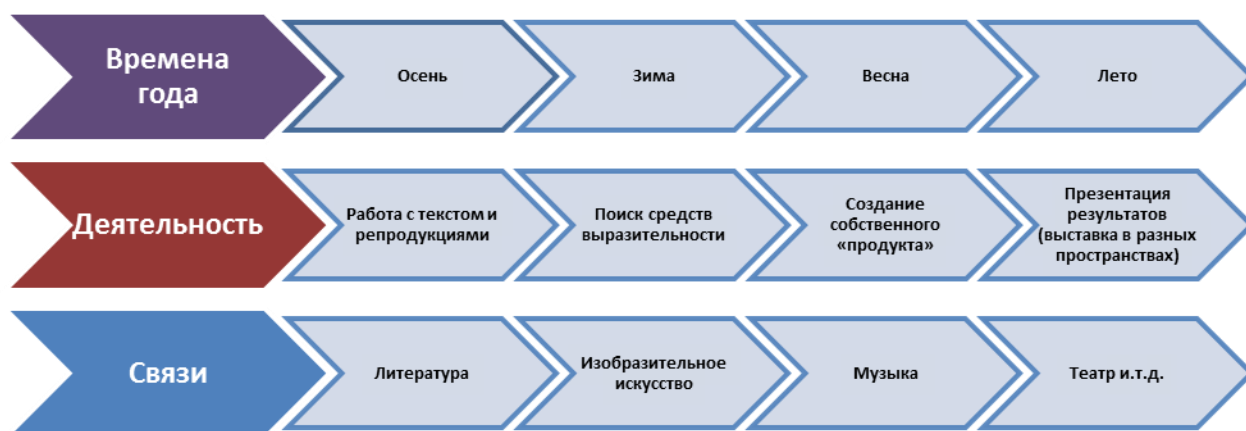 Времена
года
Осень
Зима
Весна
Лето
Деятельность
Работа с текстом и
репродукциями
Поиск средств
выразительности
Создание
собственного
«продукта»
Презентация
результатов
(выставка в разных
пространствах)
Связи
Литература
Изобразительное
искусство
Музыка
Театр и.т.д.